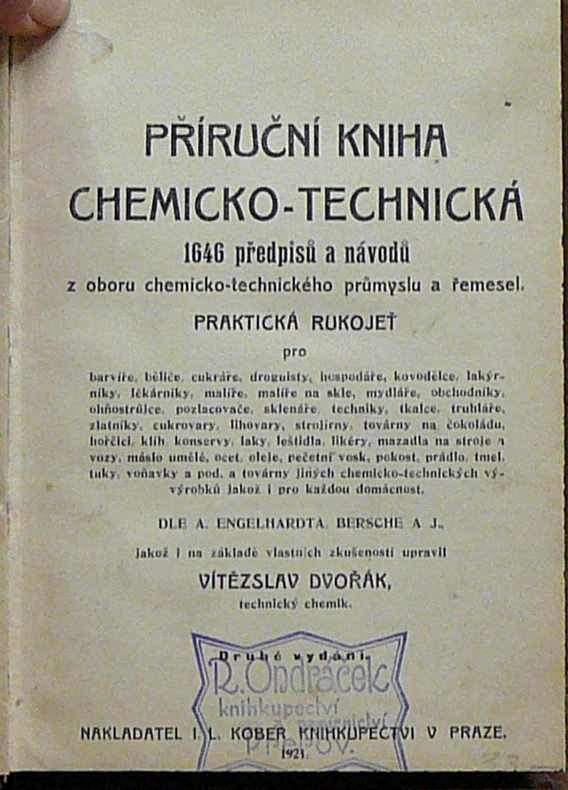 PŘÍRUČNÍ KNIHA
CHEMICKO-TECHNICKÁ
1646 předpisů a návodů
z oboru chemicko-technického průmyslu a řemesel.
PRAKTICKÁ RUKOJEŤ
pro
barvíře, běliče, cukráře, droguisty, hospodáře, kovodělce, lakýr-
níky, lékárníky, malíře, malíře na skle, mydláře, obchodníky,
ohňostrůjce, pozlacovače, sklenáře, techniky, tkalce, truhláře,
zlatníky, cukrovary, lihovary, strojírny, továrny na čokoládu,
hořčici, klih, konservy, laky, leštidla, likéry, mazadla na stroje a
vozy, máslo umělé, ocet, oleje, pečetní vosk, pokost, prádlo, tmel,
tuky, voňavky a pod. a továrny jiných chemicko-technických vý-
výrobků jakož i pro každou domácnost.
DLE A. ENGELHARDTA, BERSCHE A J.,
jakož i na základě vlastních zkušeností upravil
VÍTĚZSLAV DVOŘÁK,
technický chemik.
Druhé vydání.
R. Ondráček
knihkupectví
a papírnictví
PŘEROV.
NAKLADATEL I. L. KOBER KNIHKUPECTVÍ V PRAZE.
1921.